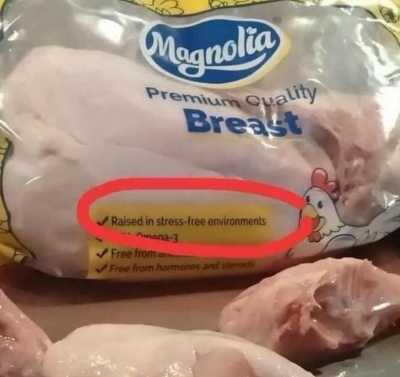 Magnolia
Premium Quality
Breast
✓ Raised in stress-free environments
✓ Omega-3
✓ Free from
✓ Free from hormones and steroids